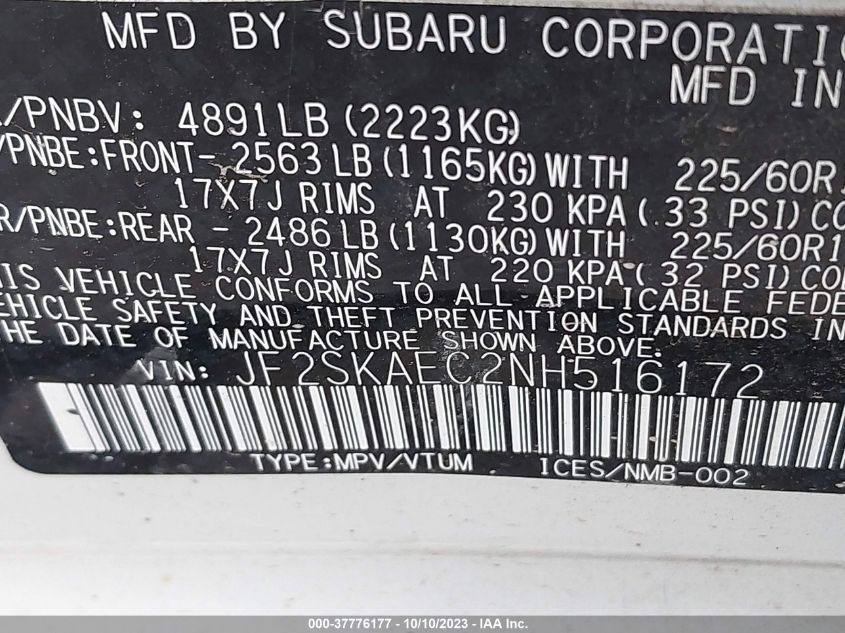 MFD BY SUBARU CORPORATIO
MFD IN
/PNBV: 4891LB (2223KG)
/PNBE:FRONT- 2563 LB (1165KG) WITH 225/60R1
17X7J RIMS AT 230 KPA ( 33 PSI) CO
R/PNBE:REAR - 2486 LB (1130KG) WITH 225/60R1
17X7J RIMS AT 220 KPA ( 32 PSI) CO
IS VEHICLE CONFORMS TO ALL APPLICABLE FEDE
EHICLE SAFETY AND THEFT PREVENTION STANDARDS IN
HE DATE OF MANUFACTURE SHOWN ABOVE.
VIN: JF2SKAEC2NH516172
TYPE:MPV/VTUM ICES/NMB-002
000-37776177 - 10/10/2023 - IAA Inc.